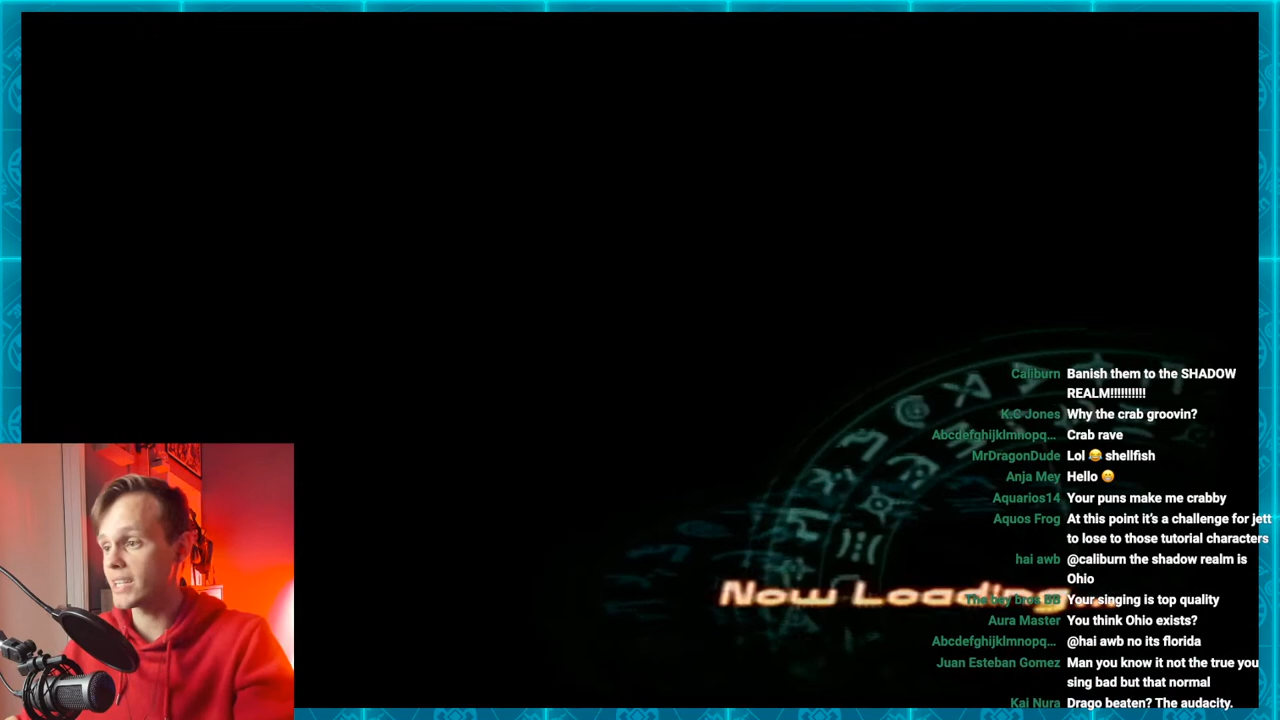 Caliburn Banish them to the SHADOW
REALM!!!!!!!!!!
K.C Jones Why the crab groovin?
Abcdefghijklmnopq... Crab rave
MrDragonDude Lol 😂 shellfish
Anja Mey Hello 😁
Aquarios14 Your puns make me crabby
Aquos Frog At this point it's a challenge for jett
to lose to those tutorial characters
hai awb @caliburn the shadow realm is
Ohio
Now Loading...
The bay bros BB Your singing is top quality
Aura Master You think Ohio exists?
Abcdefghijklmnopq... @hai awb no its florida
Juan Esteban Gomez Man you know it not the true you
sing bad but that normal
Kai Nura Drago beaten? The audacity.